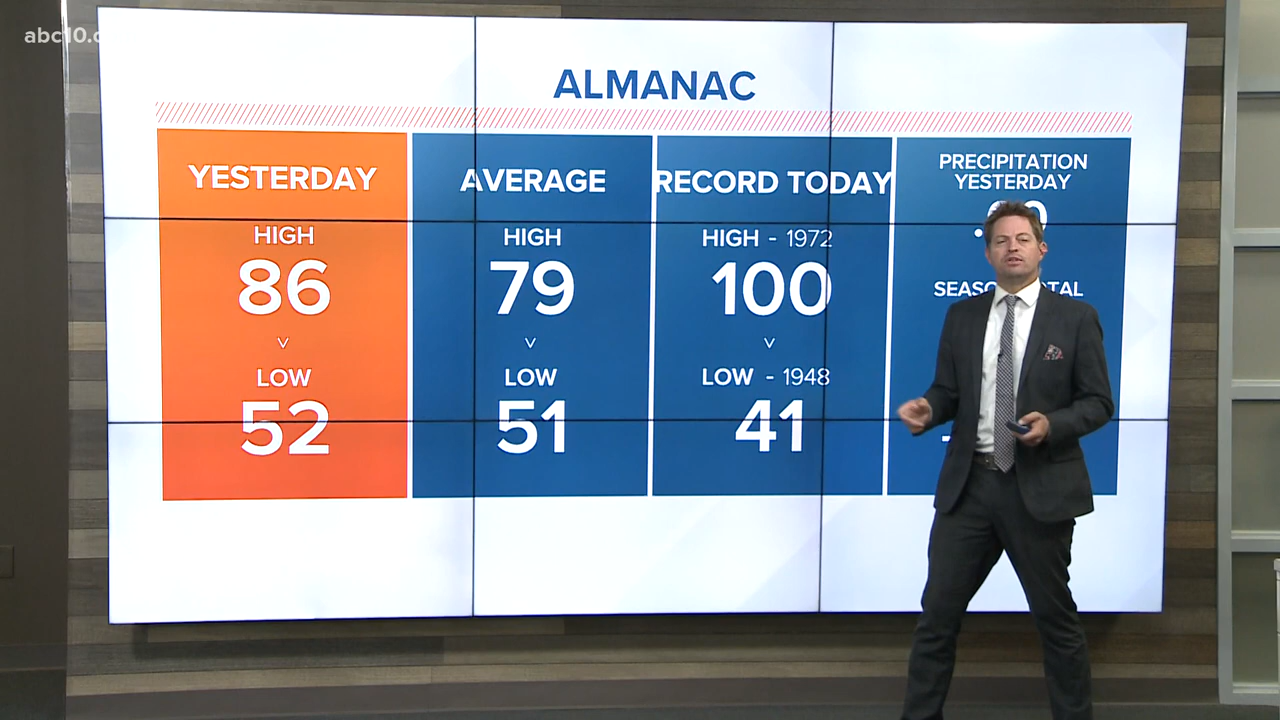 abc10.c
ALMANAC
YESTERDAY
HIGH
86
LOW
52
AVERAGE
HIGH
79
LOW
51
RECORD TODAY
HIGH - 1972
100
LOW - 1948
41
PRECIPITATION
YESTERDAY